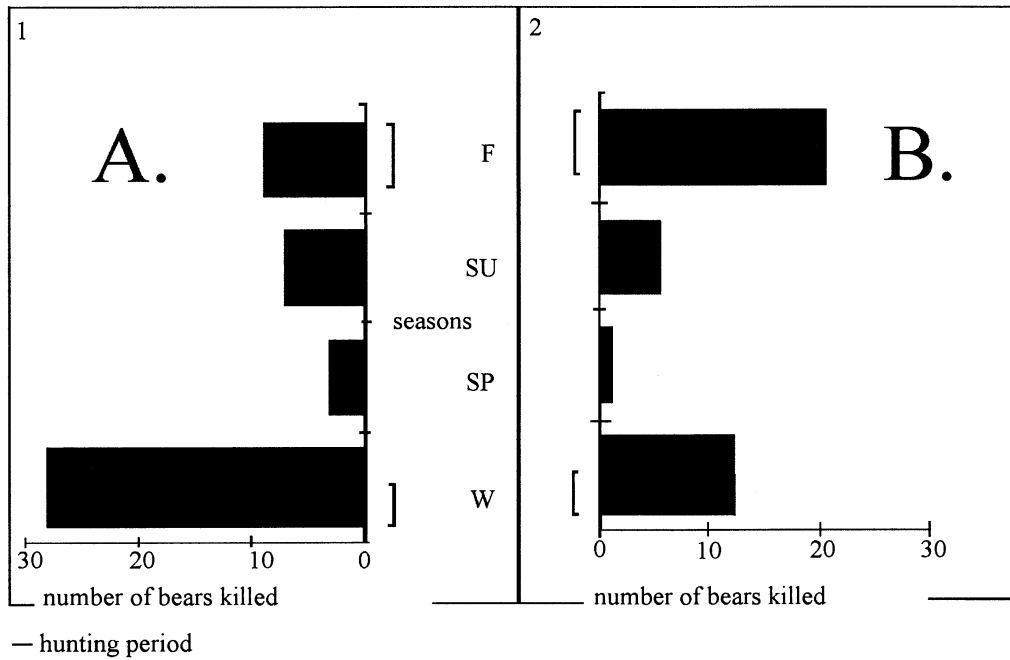 1
2
A.
B.
F
SU
seasons
SP
W
30 20 10 0
0 10 20 30
number of bears killed
number of bears killed
hunting period